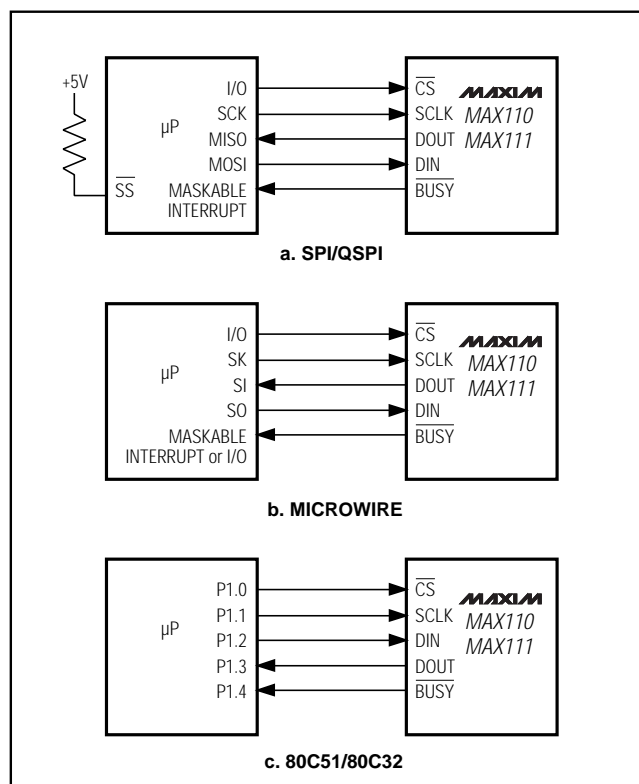 +5V
µP
SS
I/O
SCK
MISO
MOSI
MASKABLE
INTERRUPT
CS
SCLK
DOUT
DIN
BUSY
MAXIM
MAX110
MAX111
a. SPI/QSPI
µP
I/O
SK
SI
SO
MASKABLE
INTERRUPT or I/O
CS
SCLK
DOUT
DIN
BUSY
MAXIM
MAX110
MAX111
b. MICROWIRE
µP
P1.0
P1.1
P1.2
P1.3
P1.4
CS
SCLK
DIN
DOUT
BUSY
MAXIM
MAX110
MAX111
c. 80C51/80C32